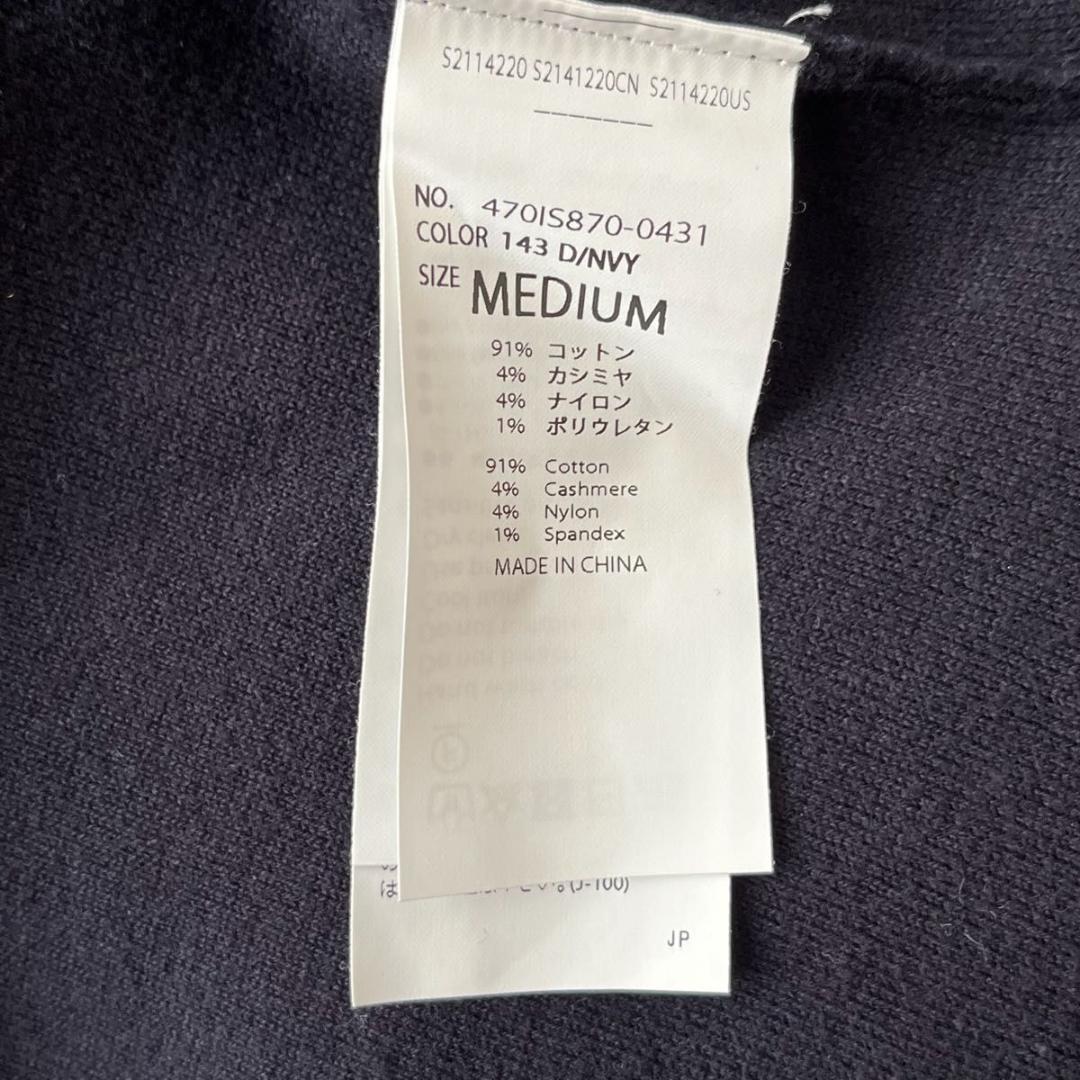 S2114220 S2141220CN S2114220US
-------
NO. 470IS870-0431
COLOR 143 D/NVY
SIZE MEDIUM
91% コットン
4% カシミヤ
4% ナイロン
1% ポリウレタン
91% Cotton
4% Cashmere
4% Nylon
1% Spandex
MADE IN CHINA
は (J-100)
JP